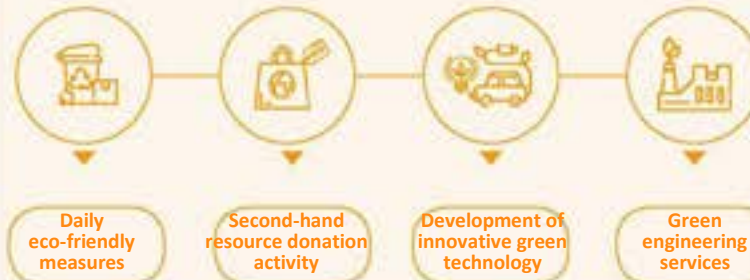 Daily
eco-friendly
measures
Second-hand
resource donation
activity
Development of
innovative green
technology
Green
engineering
services